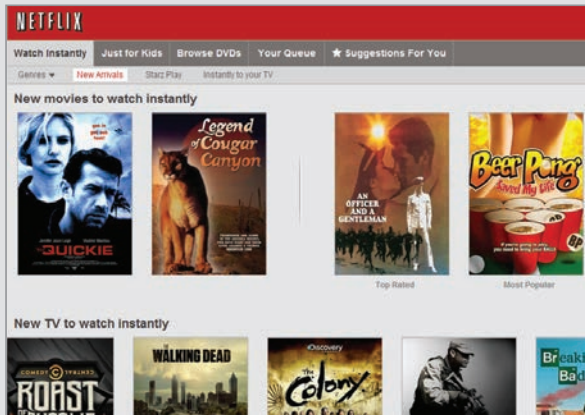 NETFLIX
Watch Instantly Just for Kids Browse DVDs Your Queue ★ Suggestions For You
Genres ▼ New Arrivals Starz Play Instantly to your TV
New movies to watch instantly
QUICKIE
Legend
of Cougar
Canyon
AN
OFFICER
AND A
GENTLEMAN
Beer Pong
Saved My Life
Top Rated
Most Popular
New TV to watch instantly
COMEDY CENTRAL
ROAST
THE
WALKING DEAD
Discovery
The
Colony
Breaki
Bad